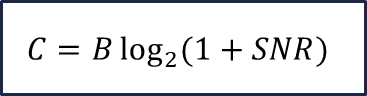 C = B log₂(1 + SNR)